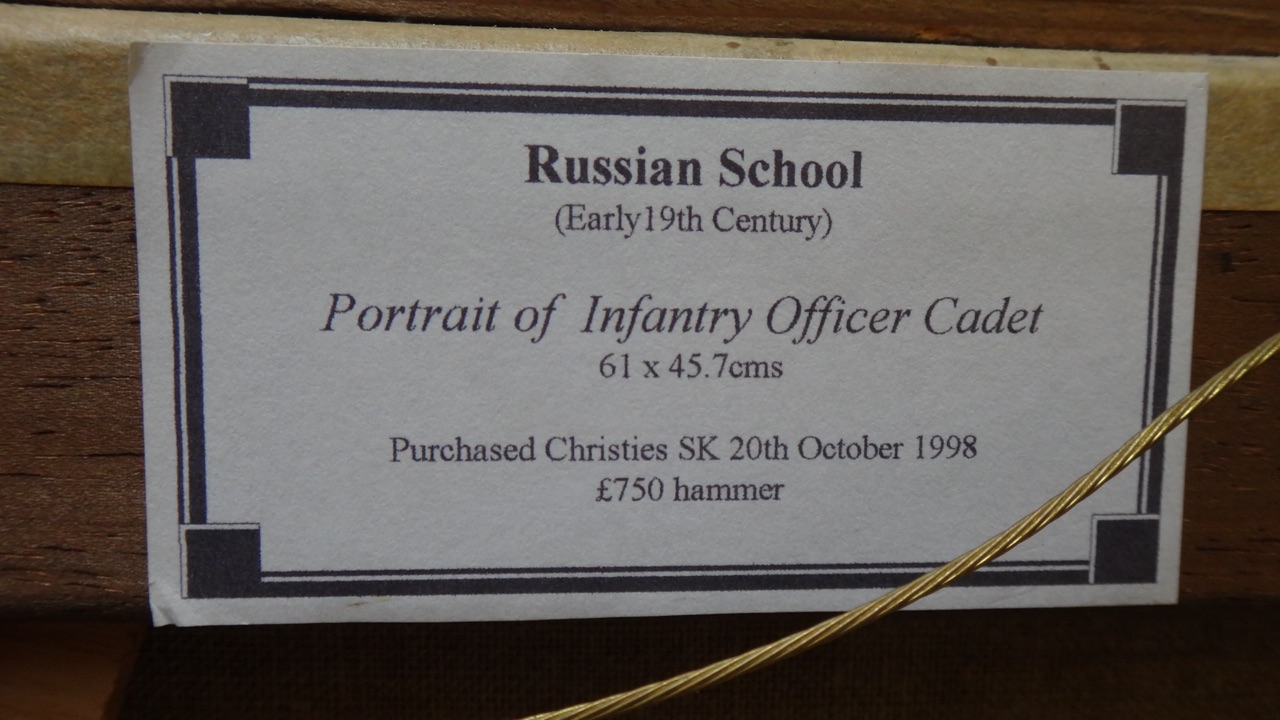 Russian School
(Early19th Century)
Portrait of Infantry Officer Cadet
61 x 45.7cms
Purchased Christies SK 20th October 1998
£750 hammer